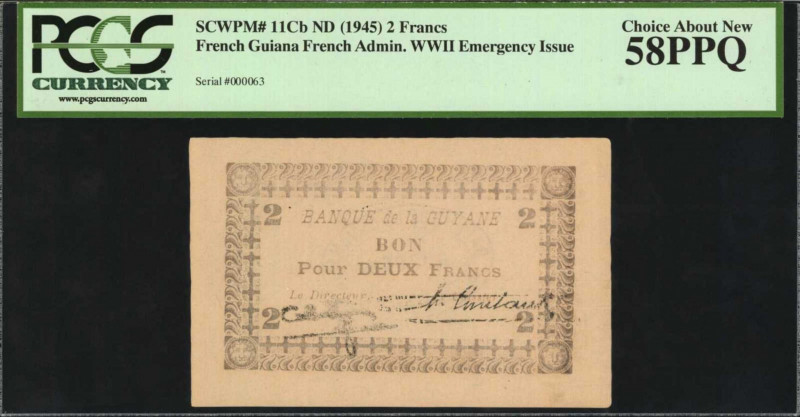 PCGS
CURRENCY
www.pcgscurrency.com
SCWPM# 11Cb ND (1945) 2 Francs
French Guiana French Admin. WWII Emergency Issue
Serial #000063
Choice About New
58PPQ
2 2
BANQUE de la GUYANE
BON
Pour DEUX FRANCS
Le Directeur,
2 2